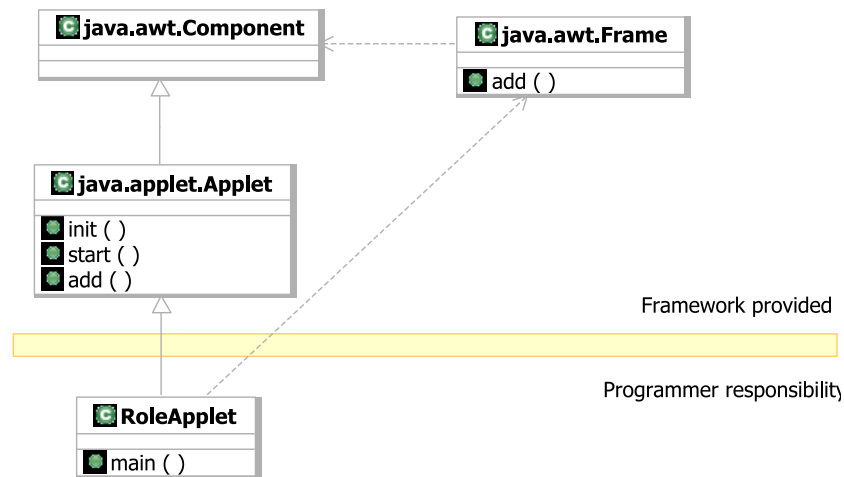 java.awt.Component
java.awt.Frame
add ( )
java.applet.Applet
init ( )
start ( )
add ( )
Framework provided
Programmer responsibility
RoleApplet
main ( )